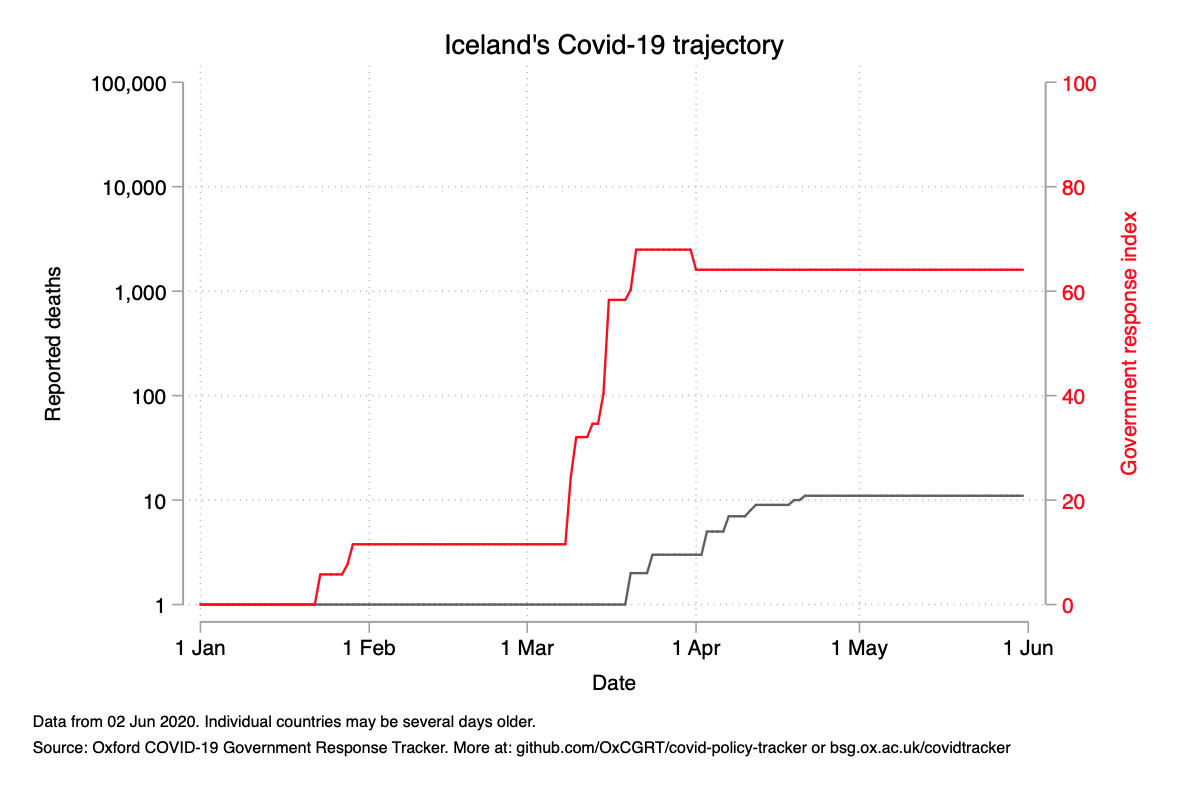 Iceland's Covid-19 trajectory
100,000
10,000
1,000
100
10
1
Reported deaths
100
80
60
40
20
0
Government response index
1 Jan
1 Feb
1 Mar
1 Apr
1 May
1 Jun
Date
Data from 02 Jun 2020. Individual countries may be several days older.
Source: Oxford COVID-19 Government Response Tracker. More at: github.com/OxCGRT/covid-policy-tracker or bsg.ox.ac.uk/covidtracker